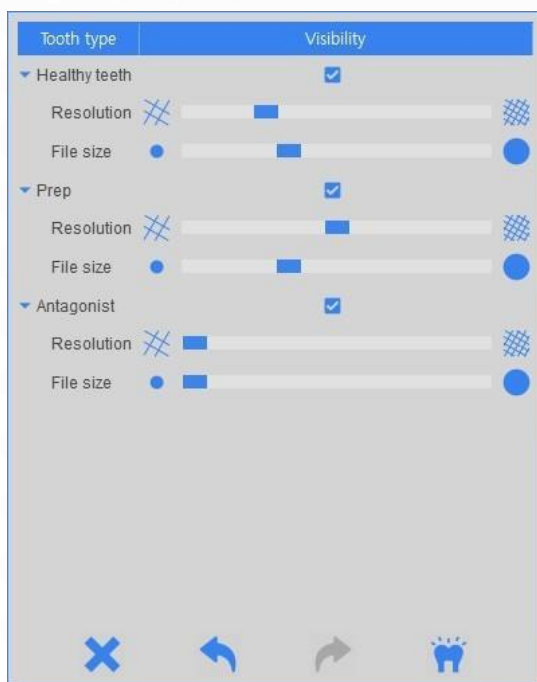 Tooth type Visibility
Healthy teeth
Resolution
File size
Prep
Resolution
File size
Antagonist
Resolution
File size